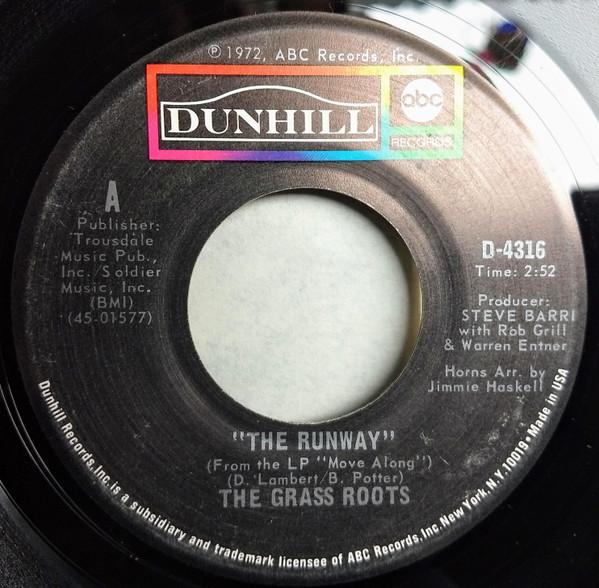 ℗ 1972, ABC Records, Inc.
DUNHILL
abc
RECORDS
A
Publisher:
Trousdale
Music Pub.,
Inc./Soldier
Music, Inc.
(BMI)
(45-01577)
D-4316
Time: 2:52
Producer:
STEVE BARRI
with Rob Grill
& Warren Entner
Horns Arr. by
Jimmie Haskell
"THE RUNWAY"
(From the LP "Move Along")
(D. Lambert/B. Potter)
THE GRASS ROOTS
Dunhill Records, Inc. is a subsidiary and trademark licensee of ABC Records, Inc. New York, N.Y. 10019 • Made in USA